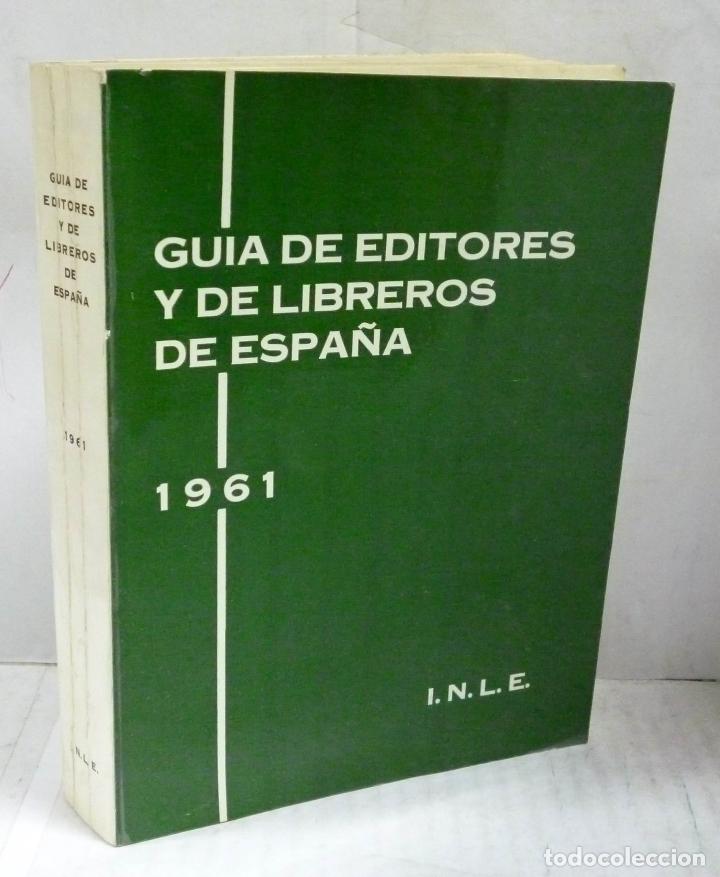 GUIA DE
EDITORES
Y DE
LIBREROS
DE
ESPAÑA
1961
I.N.L.E.
GUIA DE EDITORES
Y DE LIBREROS
DE ESPAÑA
1961
I. N. L. E.
todocoleccion